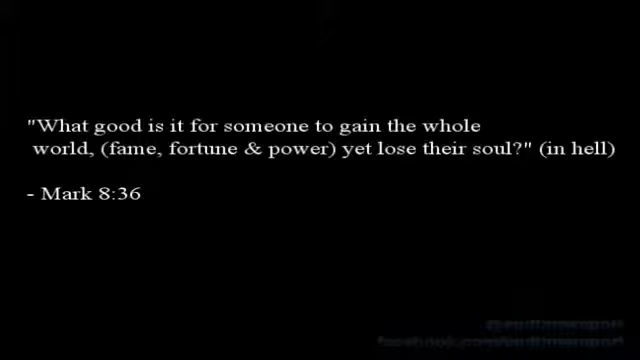 "What good is it for someone to gain the whole
world, (fame, fortune & power) yet lose their soul?" (in hell)
- Mark 8:36